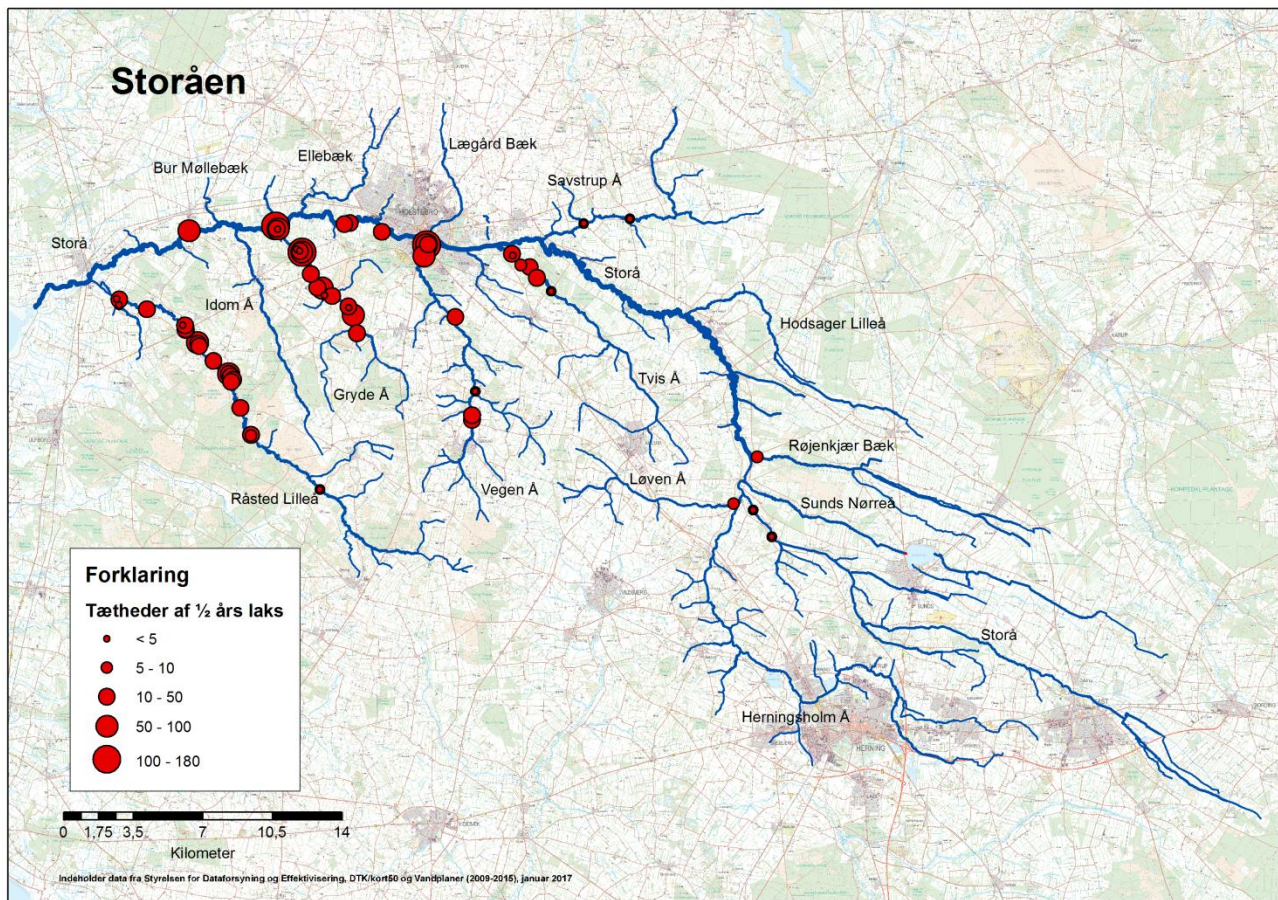 Storåen
Lægård Bæk
Ellebæk
Bur Møllebæk
Savstrup Å
HOLSTEBRO
Storå
Storå
Idom Å
Hodsager Lilleå
Tvis Å
Gryde Å
Røjenkjær Bæk
Løven Å
Vegen Å
Råsted Lilleå
Sunds Nørreå
SUNDS
Storå
Herningsholm Å
HERNING
Forklaring
Tætheder af ½ års laks
< 5
5 - 10
10 - 50
50 - 100
100 - 180
0 1,75 3,5 7 10,5 14
Kilometer
Indeholder data fra Styrelsen for Dataforsyning og Effektivisering, DTK/kort50 og Vandplaner (2009-2015), januar 2017